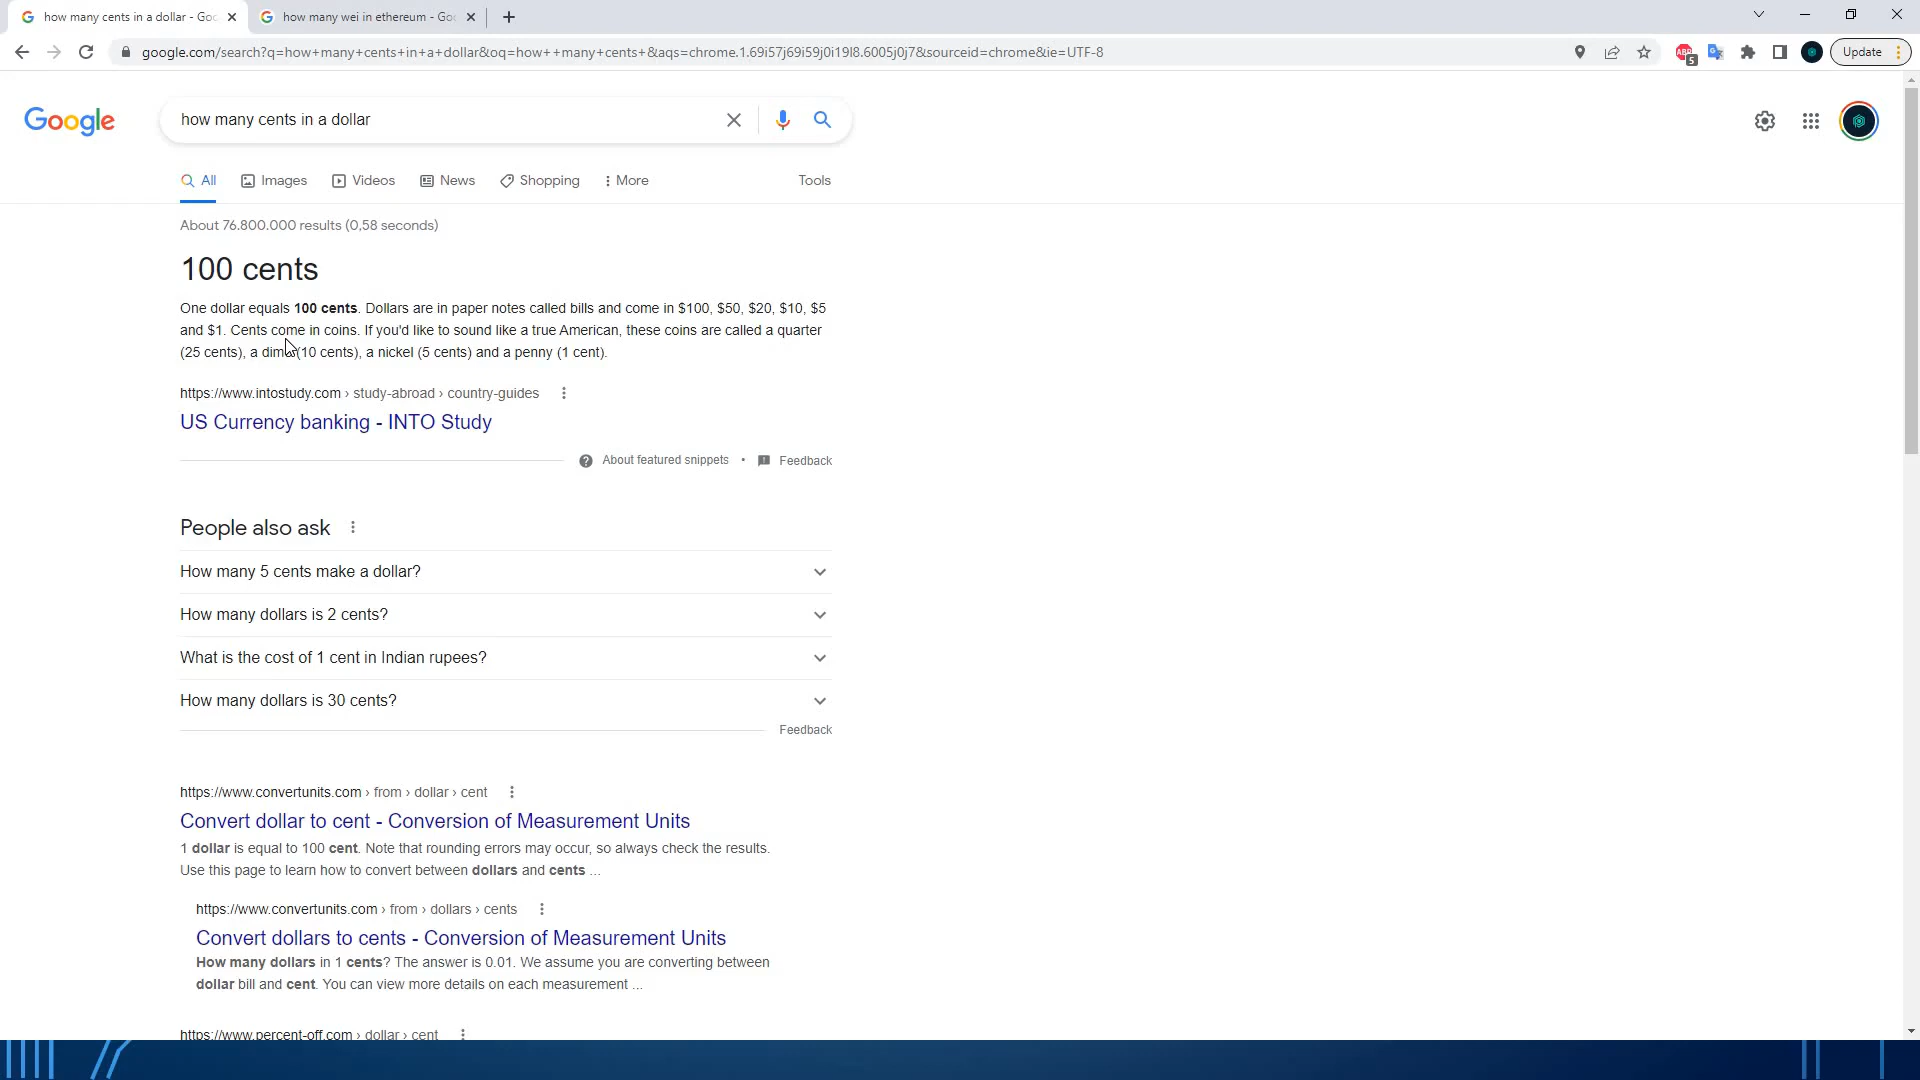 how many cents in a dollar - Goo
how many wei in ethereum - Goo
google.com/search?q=how+many+cents+in+a+dollar&oq=how++many+cents+&aqs=chrome.1.69i57j69i59j0i19l8.6005j0j7&sourceid=chrome&ie=UTF-8
ABP
5
Update
Google
how many cents in a dollar
All
Images
Videos
News
Shopping
More
Tools
About 76.800.000 results (0,58 seconds)
100 cents
One dollar equals 100 cents. Dollars are in paper notes called bills and come in $100, $50, $20, $10, $5
and $1. Cents come in coins. If you'd like to sound like a true American, these coins are called a quarter
(25 cents), a dime (10 cents), a nickel (5 cents) and a penny (1 cent).
https://www.intostudy.com › study-abroad › country-guides
US Currency banking - INTO Study
About featured snippets • Feedback
People also ask
How many 5 cents make a dollar?
How many dollars is 2 cents?
What is the cost of 1 cent in Indian rupees?
How many dollars is 30 cents?
Feedback
https://www.convertunits.com › from › dollar › cent
Convert dollar to cent - Conversion of Measurement Units
1 dollar is equal to 100 cent. Note that rounding errors may occur, so always check the results.
Use this page to learn how to convert between dollars and cents ...
https://www.convertunits.com › from › dollars › cents
Convert dollars to cents - Conversion of Measurement Units
How many dollars in 1 cents? The answer is 0.01. We assume you are converting between
dollar bill and cent. You can view more details on each measurement ...
https://www.percent-off.com › dollar › cent